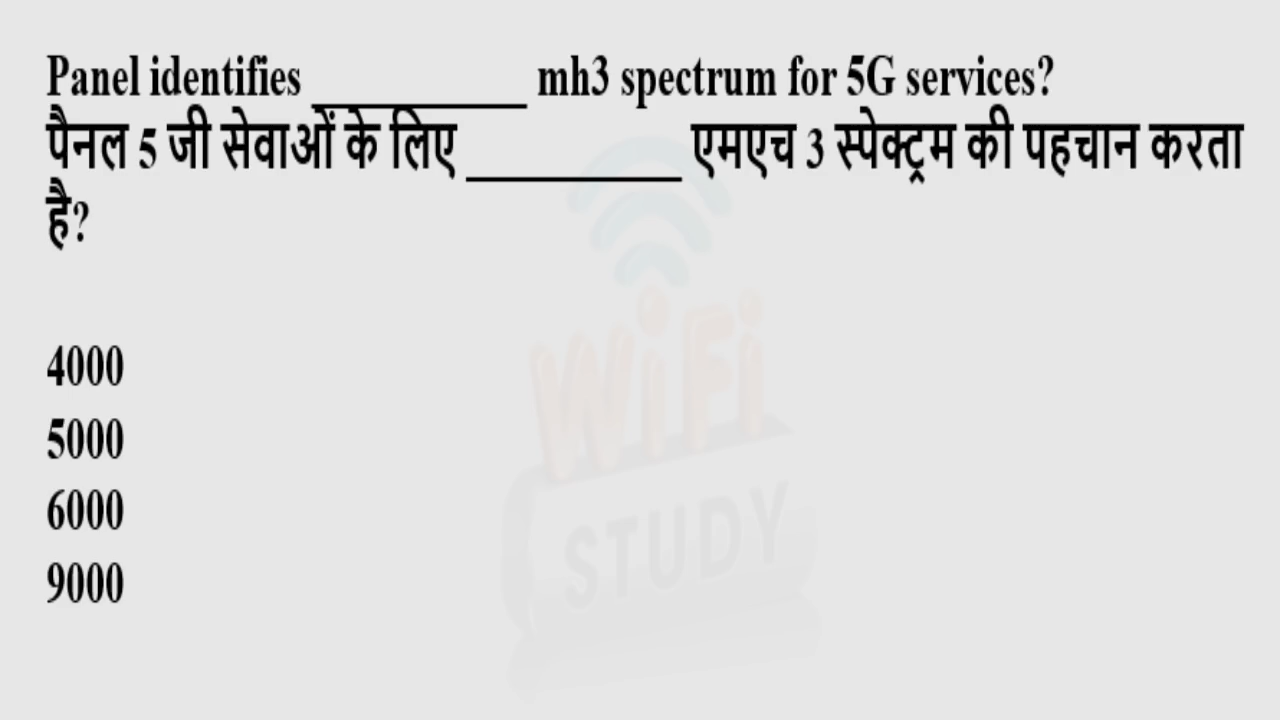 Panel identifies __________ mh3 spectrum for 5G services?
पैनल 5 जी सेवाओं के लिए __________ एमएच 3 स्पेक्ट्रम की पहचान करता
है?
4000
5000
6000
9000
WiFi
STUDY